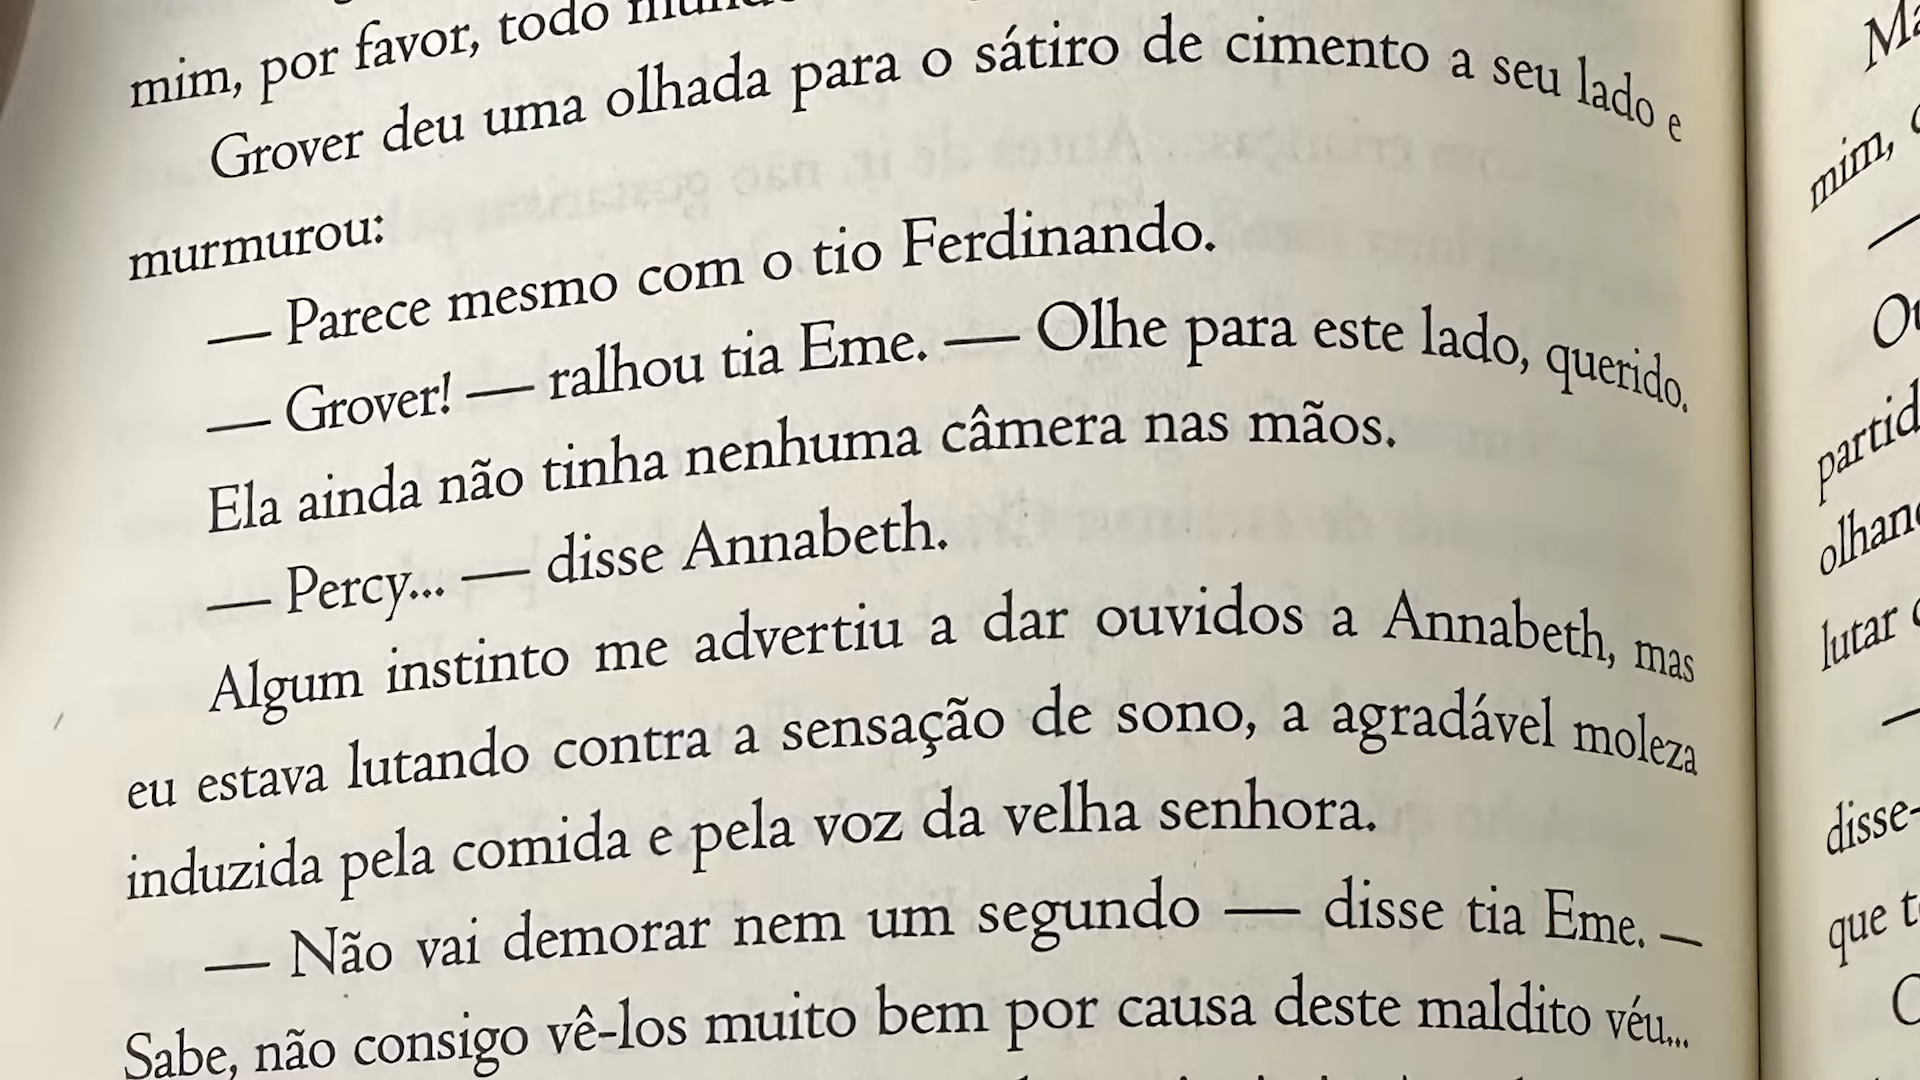 mim, por favor, todo
Grover deu uma olhada para o sátiro de cimento a seu lado e
murmurou:
— Parece mesmo com o tio Ferdinando.
— Grover! — ralhou tia Eme. — Olhe para este lado, querido.
Ela ainda não tinha nenhuma câmera nas mãos.
— Percy... — disse Annabeth.
Algum instinto me advertiu a dar ouvidos a Annabeth, mas
eu estava lutando contra a sensação de sono, a agradável moleza
induzida pela comida e pela voz da velha senhora.
— Não vai demorar nem um segundo — disse tia Eme. —
Sabe, não consigo vê-los muito bem por causa deste maldito véu...
mim,
—
partid
olhan
lutar
—
disse-
que